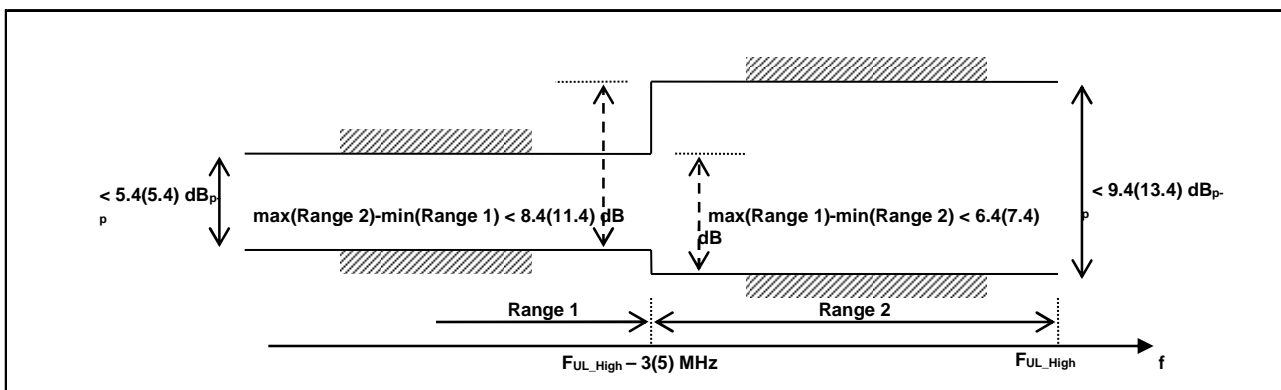 < 5.4(5.4) dBp-
p
max(Range 2)-min(Range 1) < 8.4(11.4) dB
max(Range 1)-min(Range 2) < 6.4(7.4)
dB
< 9.4(13.4) dBp-
p
Range 1
Range 2
FUL_High – 3(5) MHz
FUL_High
f